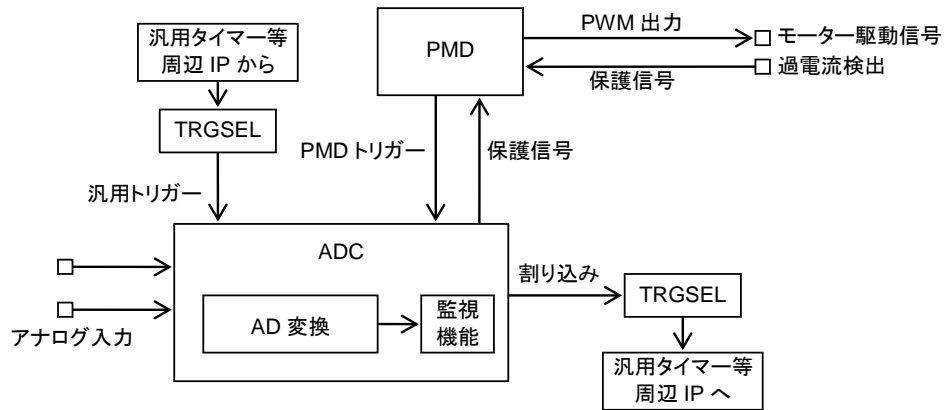 汎用タイマー等
周辺 IP から
TRGSEL
汎用トリガー
PMD
PWM 出力
モーター駆動信号
保護信号
過電流検出
PMD トリガー
保護信号
ADC
アナログ入力
AD 変換
監視
機能
割り込み
TRGSEL
汎用タイマー等
周辺 IP へ